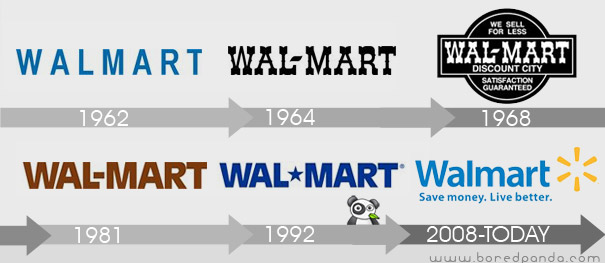 WALMART
WAL-MART
WE SELL
FOR LESS
WAL-MART
DISCOUNT CITY
SATISFACTION
GUARANTEED
1962
1964
1968
WAL-MART
WAL★MART®
Walmart
Save money. Live better.
1981
1992
2008-TODAY
www.boredpanda.com